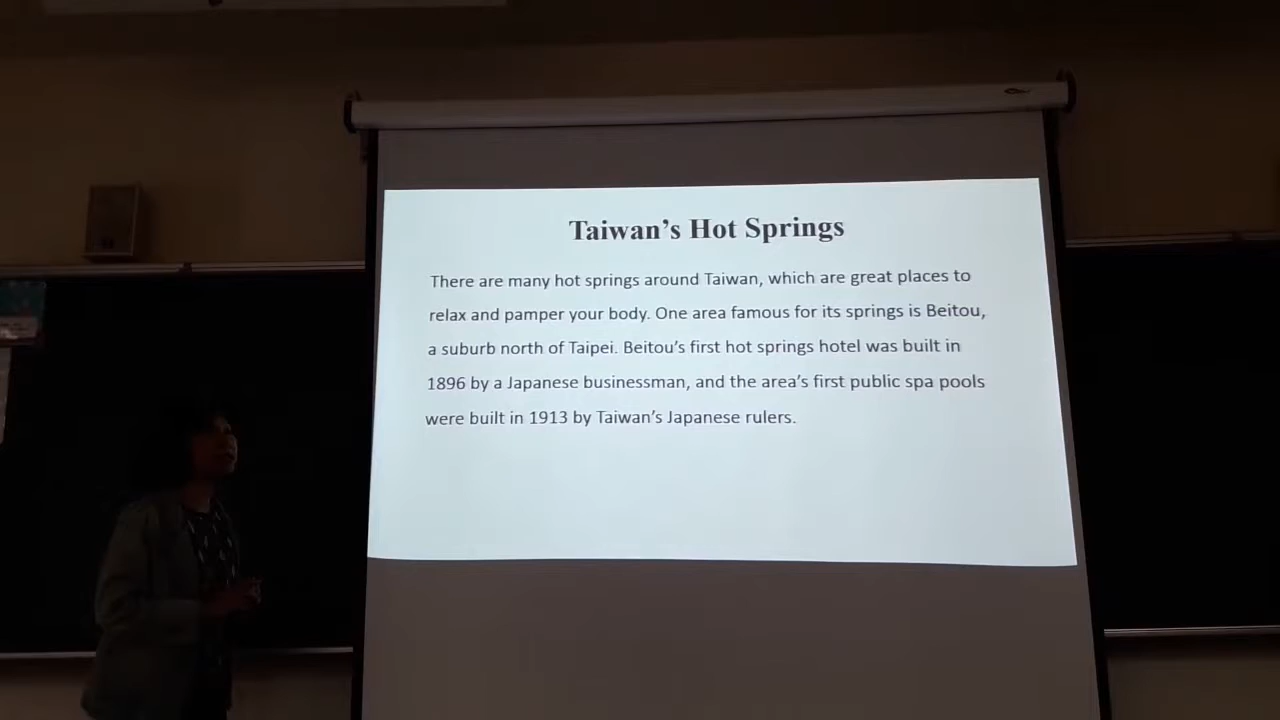 Taiwan’s Hot Springs
There are many hot springs around Taiwan, which are great places to
relax and pamper your body. One area famous for its springs is Beitou,
a suburb north of Taipei. Beitou’s first hot springs hotel was built in
1896 by a Japanese businessman, and the area’s first public spa pools
were built in 1913 by Taiwan’s Japanese rulers.